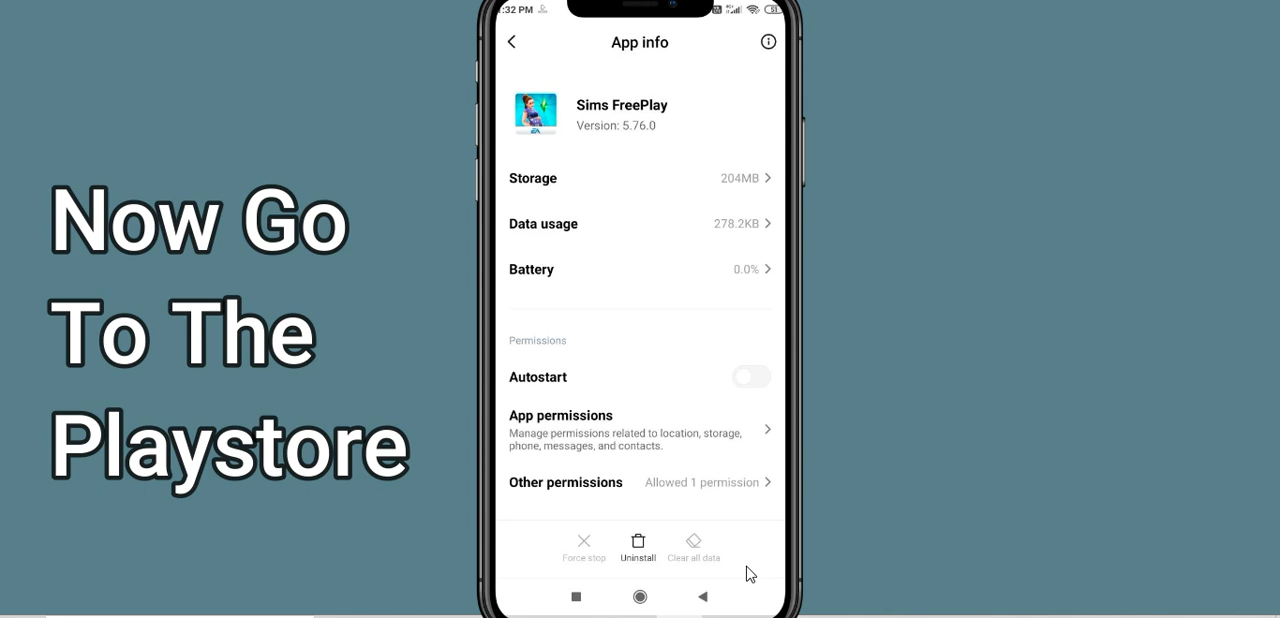 :32 PM
51
App info
Sims FreePlay
Version: 5.76.0
EA
Storage 204MB
Data usage 278.2KB
Battery 0.0%
Permissions
Autostart
App permissions
Manage permissions related to location, storage,
phone, messages, and contacts.
Other permissions Allowed 1 permission
Force stop Uninstall Clear all data
Now Go
To The
Playstore